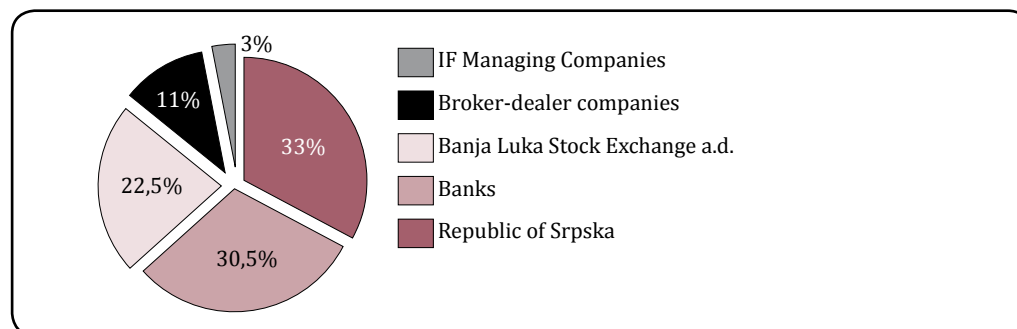 3%
33%
11%
22,5%
30,5%
IF Managing Companies
Broker-dealer companies
Banja Luka Stock Exchange a.d.
Banks
Republic of Srpska